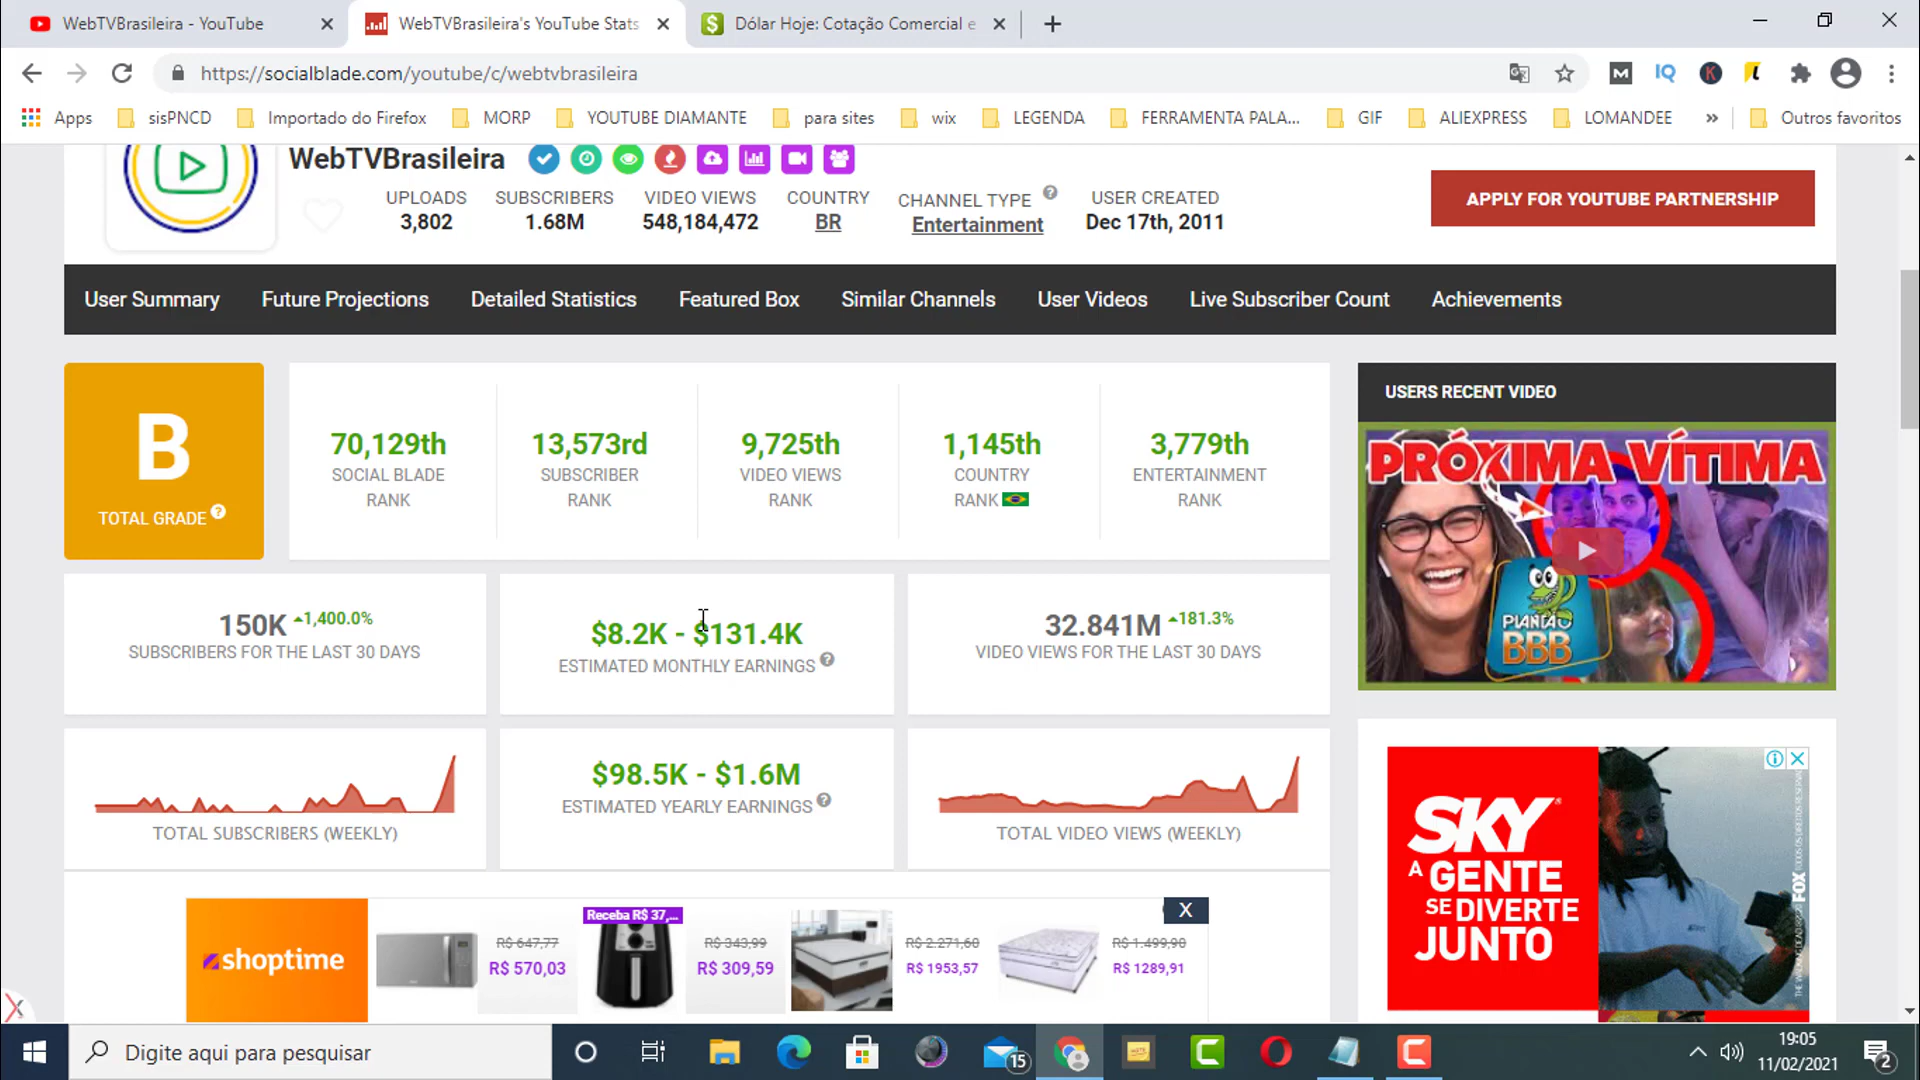 WebTVBrasileira - YouTube
WebTVBrasileira's YouTube Stats
Dólar Hoje: Cotação Comercial e
https://socialblade.com/youtube/c/webtvbrasileira
Apps
sisPNCD
Importado do Firefox
MORP
YOUTUBE DIAMANTE
para sites
wix
LEGENDA
FERRAMENTA PALA...
GIF
ALIEXPRESS
LOMANDEE
»
Outros favoritos
WebTVBrasileira
UPLOADS
3,802
SUBSCRIBERS
1.68M
VIDEO VIEWS
548,184,472
COUNTRY
BR
CHANNEL TYPE
Entertainment
USER CREATED
Dec 17th, 2011
APPLY FOR YOUTUBE PARTNERSHIP
User Summary
Future Projections
Detailed Statistics
Featured Box
Similar Channels
User Videos
Live Subscriber Count
Achievements
B
TOTAL GRADE
70,129th
SOCIAL BLADE
RANK
13,573rd
SUBSCRIBER
RANK
9,725th
VIDEO VIEWS
RANK
1,145th
COUNTRY
RANK
3,779th
ENTERTAINMENT
RANK
USERS RECENT VIDEO
PRÓXIMA VÍTIMA
PLANTÃO
BBB
150K 1,400.0%
SUBSCRIBERS FOR THE LAST 30 DAYS
$8.2K - $131.4K
ESTIMATED MONTHLY EARNINGS
32.841M 181.3%
VIDEO VIEWS FOR THE LAST 30 DAYS
TOTAL SUBSCRIBERS (WEEKLY)
$98.5K - $1.6M
ESTIMATED YEARLY EARNINGS
TOTAL VIDEO VIEWS (WEEKLY)
SKY
A GENTE
SE DIVERTE
JUNTO
FOX
X
shoptime
R$ 647,77
R$ 570,03
Receba R$ 37,...
R$ 343,99
R$ 309,59
R$ 2.271,60
R$ 1953,57
R$ 1.499,90
R$ 1289,91
Digite aqui para pesquisar
15
19:05
11/02/2021
2